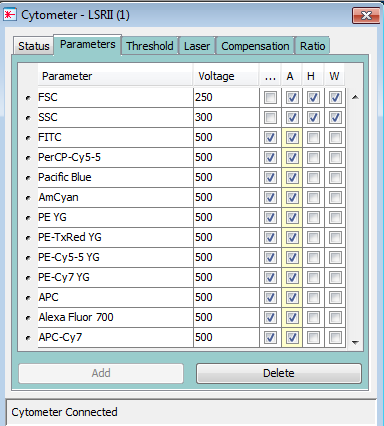 Cytometer - LSRII (1)
Status Parameters Threshold Laser Compensation Ratio
Parameter Voltage ... A H W
FSC 250
SSC 300
FITC 500
PerCP-Cy5-5 500
Pacific Blue 500
AmCyan 500
PE YG 500
PE-TxRed YG 500
PE-Cy5-5 YG 500
PE-Cy7 YG 500
APC 500
Alexa Fluor 700 500
APC-Cy7 500
Add Delete
Cytometer Connected